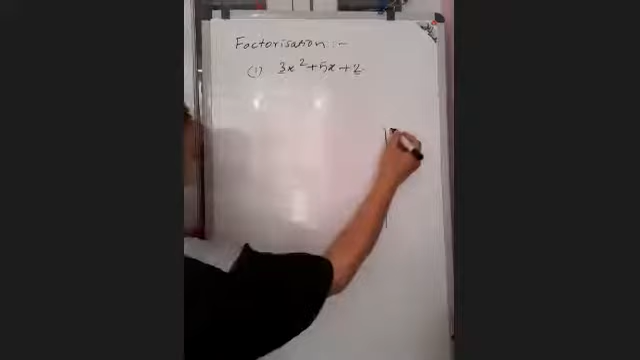 Factorisation :-
(1) 3x² + 5x + 2